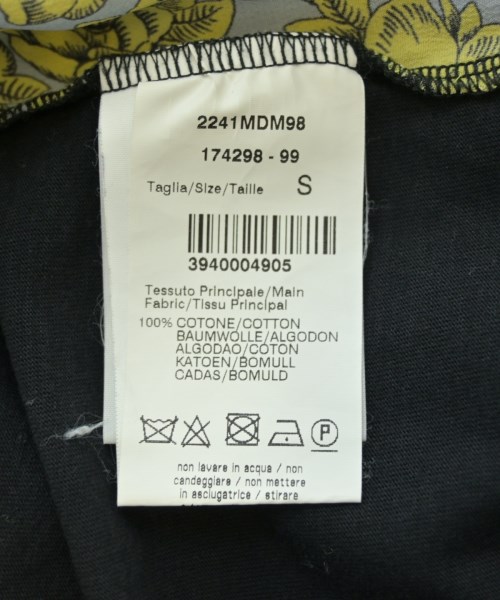 2241MDM98
174298 - 99
Taglia/Size/Taille S
3940004905
Tessuto Principale/Main
Fabric/Tissu Principal
100% COTONE/COTTON
BAUMWOLLE/ALGODON
ALGODAO/COTON
KATOEN/BOMULL
CADAS/BOMULD
P
non lavare in acqua / non
candeggiare / non mettere
in asciugatrice / stirare